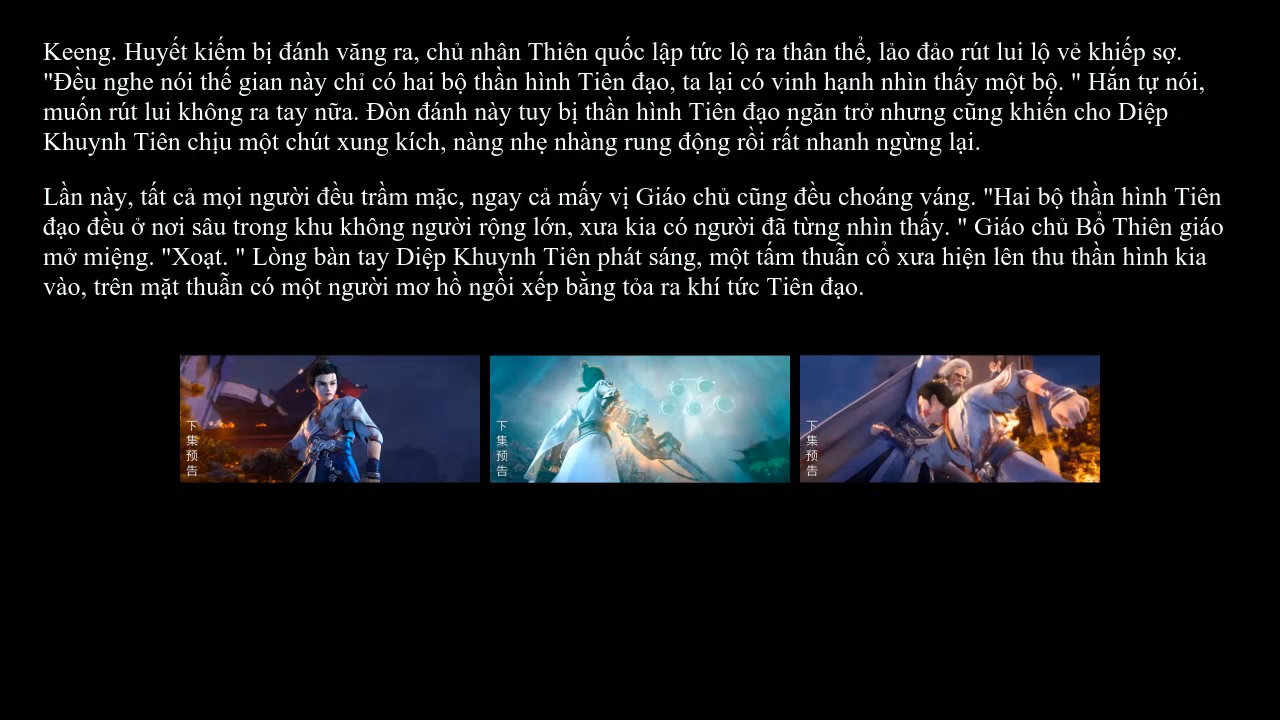 Keeng. Huyết kiếm bị đánh văng ra, chủ nhân Thiên quốc lập tức lộ ra thân thể, lảo đảo rút lui lộ vẻ khiếp sợ.
"Đều nghe nói thế gian này chỉ có hai bộ thần hình Tiên đạo, ta lại có vinh hạnh nhìn thấy một bộ. " Hắn tự nói,
muốn rút lui không ra tay nữa. Đòn đánh này tuy bị thần hình Tiên đạo ngăn trở nhưng cũng khiến cho Diệp
Khuynh Tiên chịu một chút xung kích, nàng nhẹ nhàng rung động rồi rất nhanh ngừng lại.
Lần này, tất cả mọi người đều trầm mặc, ngay cả mấy vị Giáo chủ cũng đều choáng váng. "Hai bộ thần hình Tiên
đạo đều ở nơi sâu trong khu không người rộng lớn, xưa kia có người đã từng nhìn thấy. " Giáo chủ Bổ Thiên giáo
mở miệng. "Xoạt. " Lòng bàn tay Diệp Khuynh Tiên phát sáng, một tấm thuẫn cổ xưa hiện lên thu thần hình kia
vào, trên mặt thuẫn có một người mơ hồ ngồi xếp bằng tỏa ra khí tức Tiên đạo.
下集预告
下集预告
下集预告